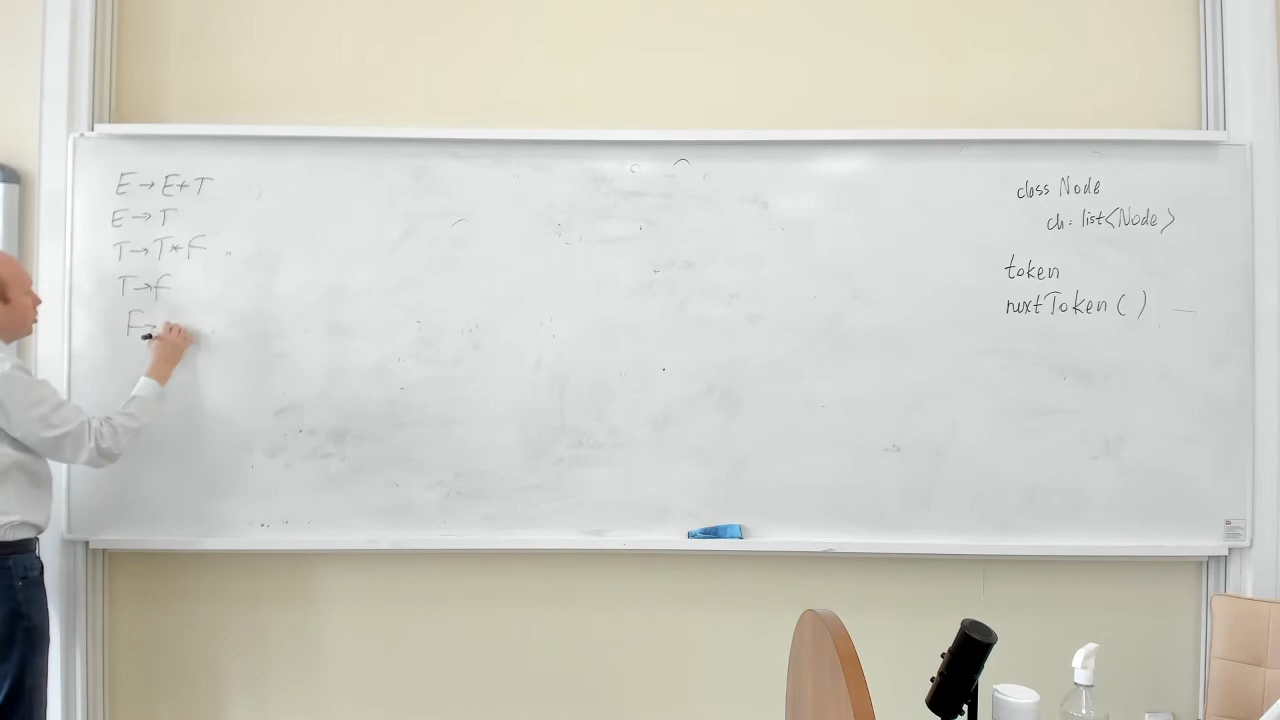 E → E + T
E → T
T → T * F
T → F
F →
class Node
ch: list<Node>
token
nextToken ( )